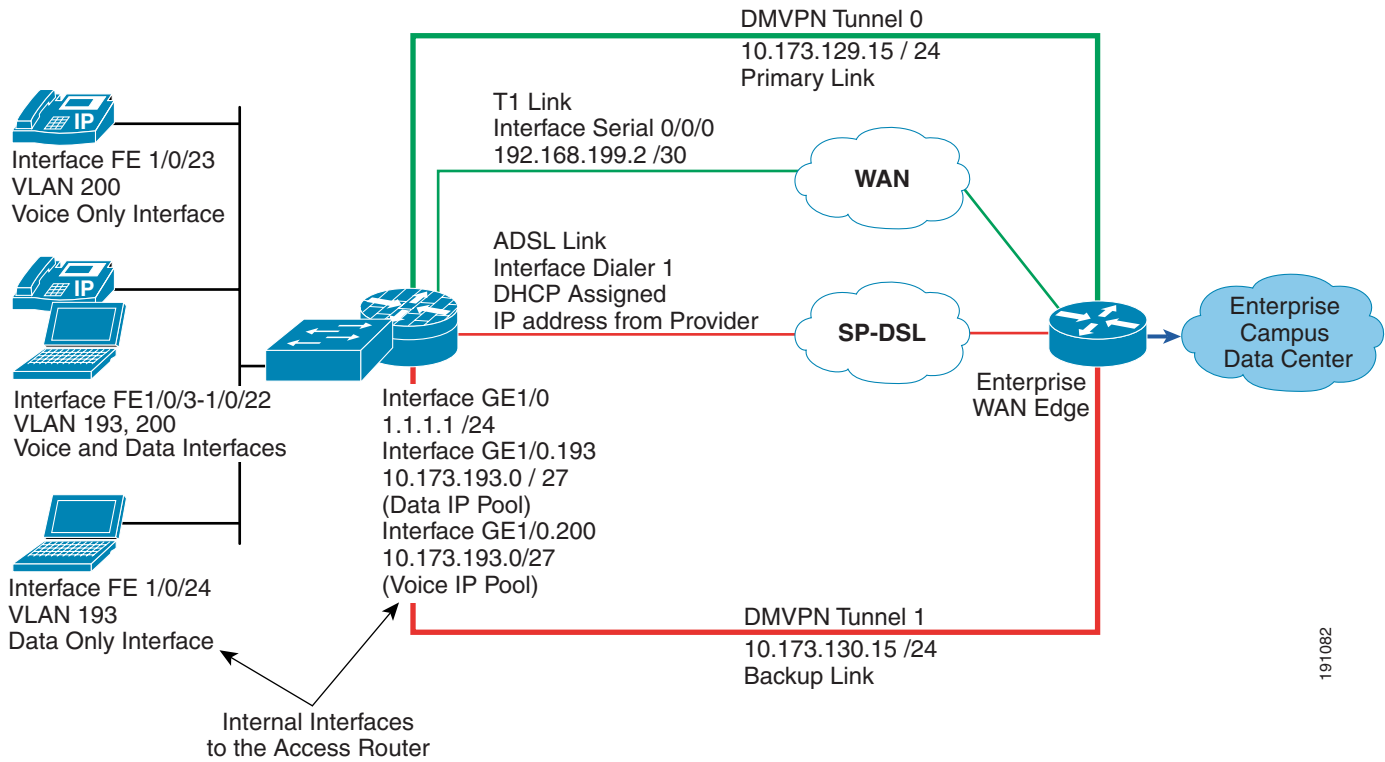 DMVPN Tunnel 0
10.173.129.15 / 24
Primary Link
T1 Link
Interface Serial 0/0/0
192.168.199.2 /30
WAN
IP
Interface FE 1/0/23
VLAN 200
Voice Only Interface
ADSL Link
Interface Dialer 1
DHCP Assigned
IP address from Provider
SP-DSL
IP
Interface FE1/0/3-1/0/22
VLAN 193, 200
Voice and Data Interfaces
Enterprise
WAN Edge
Enterprise
Campus
Data Center
Interface GE1/0
1.1.1.1 /24
Interface GE1/0.193
10.173.193.0 / 27
(Data IP Pool)
Interface GE1/0.200
10.173.193.0/27
(Voice IP Pool)
Interface FE 1/0/24
VLAN 193
Data Only Interface
DMVPN Tunnel 1
10.173.130.15 /24
Backup Link
Internal Interfaces
to the Access Router
191082